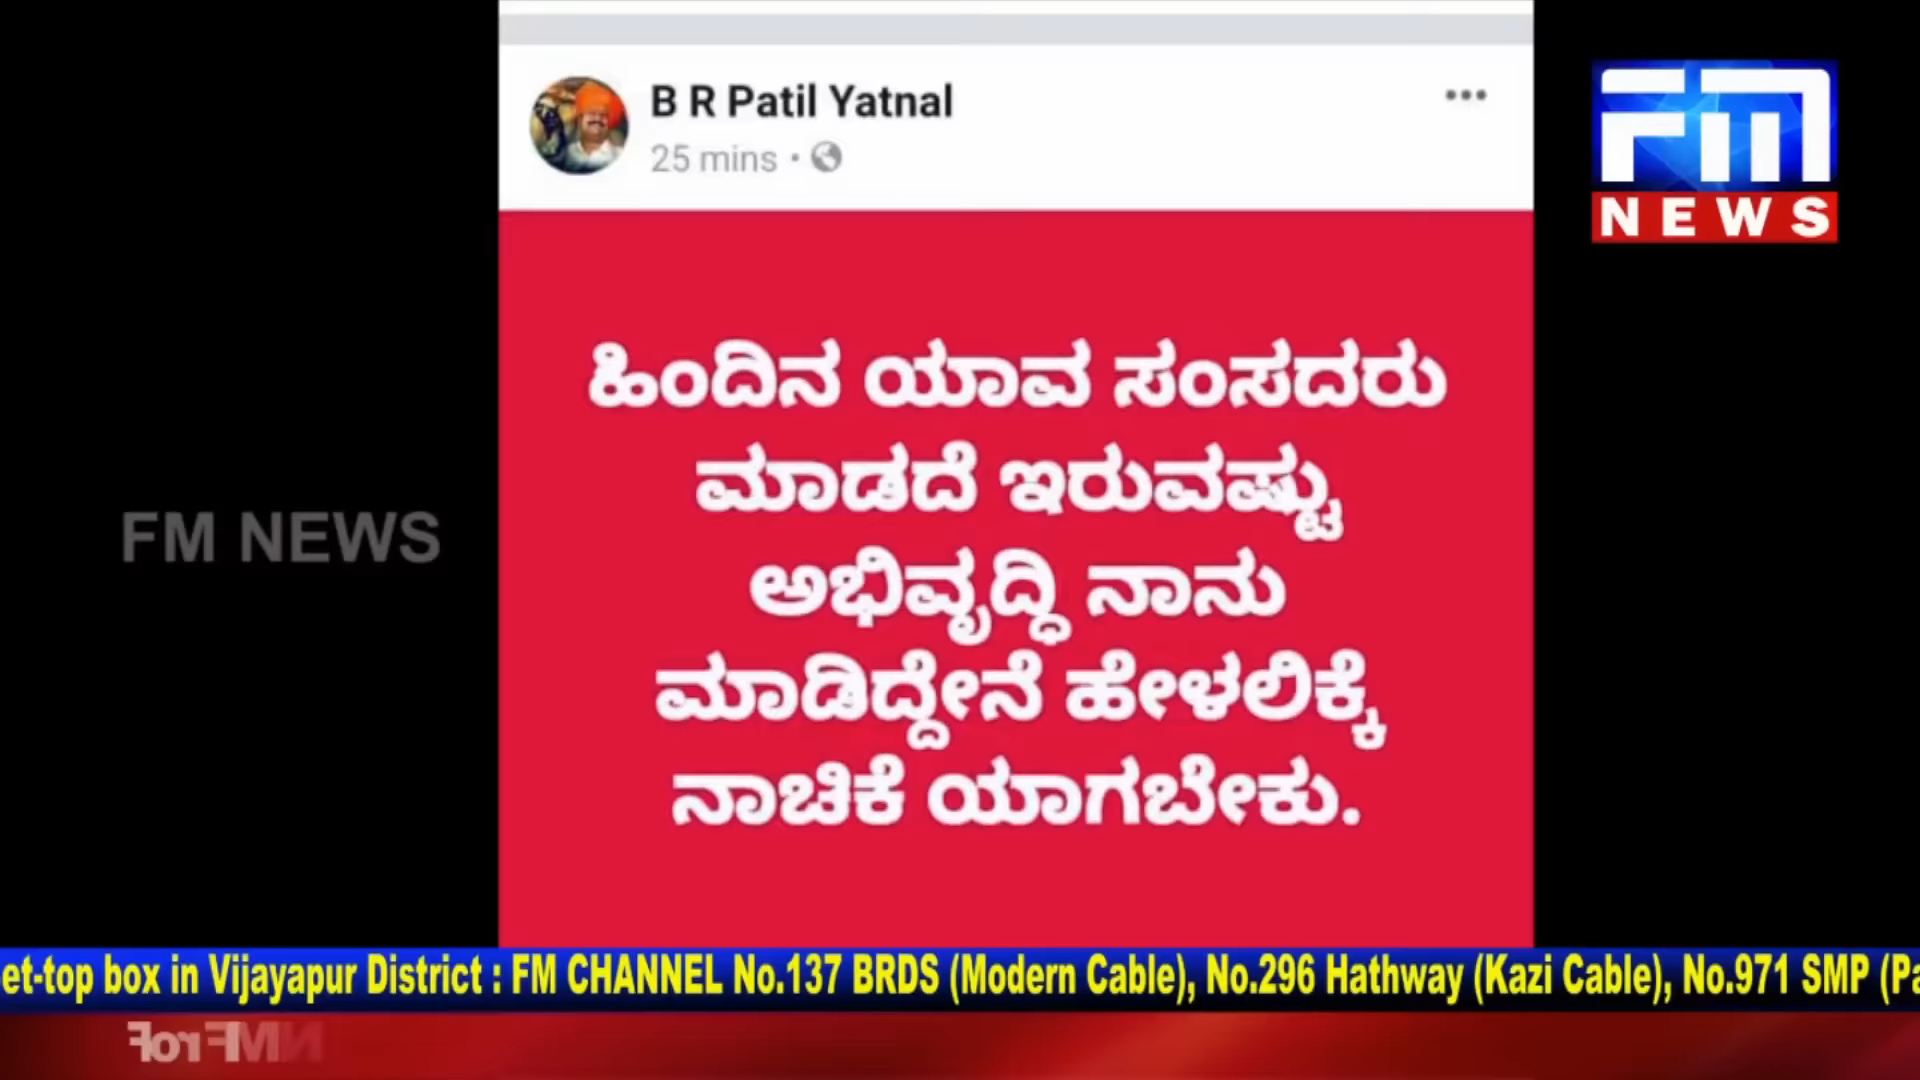 B R Patil Yatnal
25 mins
FM
NEWS
ಹಿಂದಿನ ಯಾವ ಸಂಸದರು
ಮಾಡದೆ ಇರುವಷ್ಟು
ಅಭಿವೃದ್ಧಿ ನಾನು
ಮಾಡಿದ್ದೇನೆ ಹೇಳಲಿಕ್ಕೆ
ನಾಚಿಕೆ ಯಾಗಬೇಕು.
FM NEWS
et-top box in Vijayapur District : FM CHANNEL No.137 BRDS (Modern Cable), No.296 Hathway (Kazi Cable), No.971 SMP (Pa